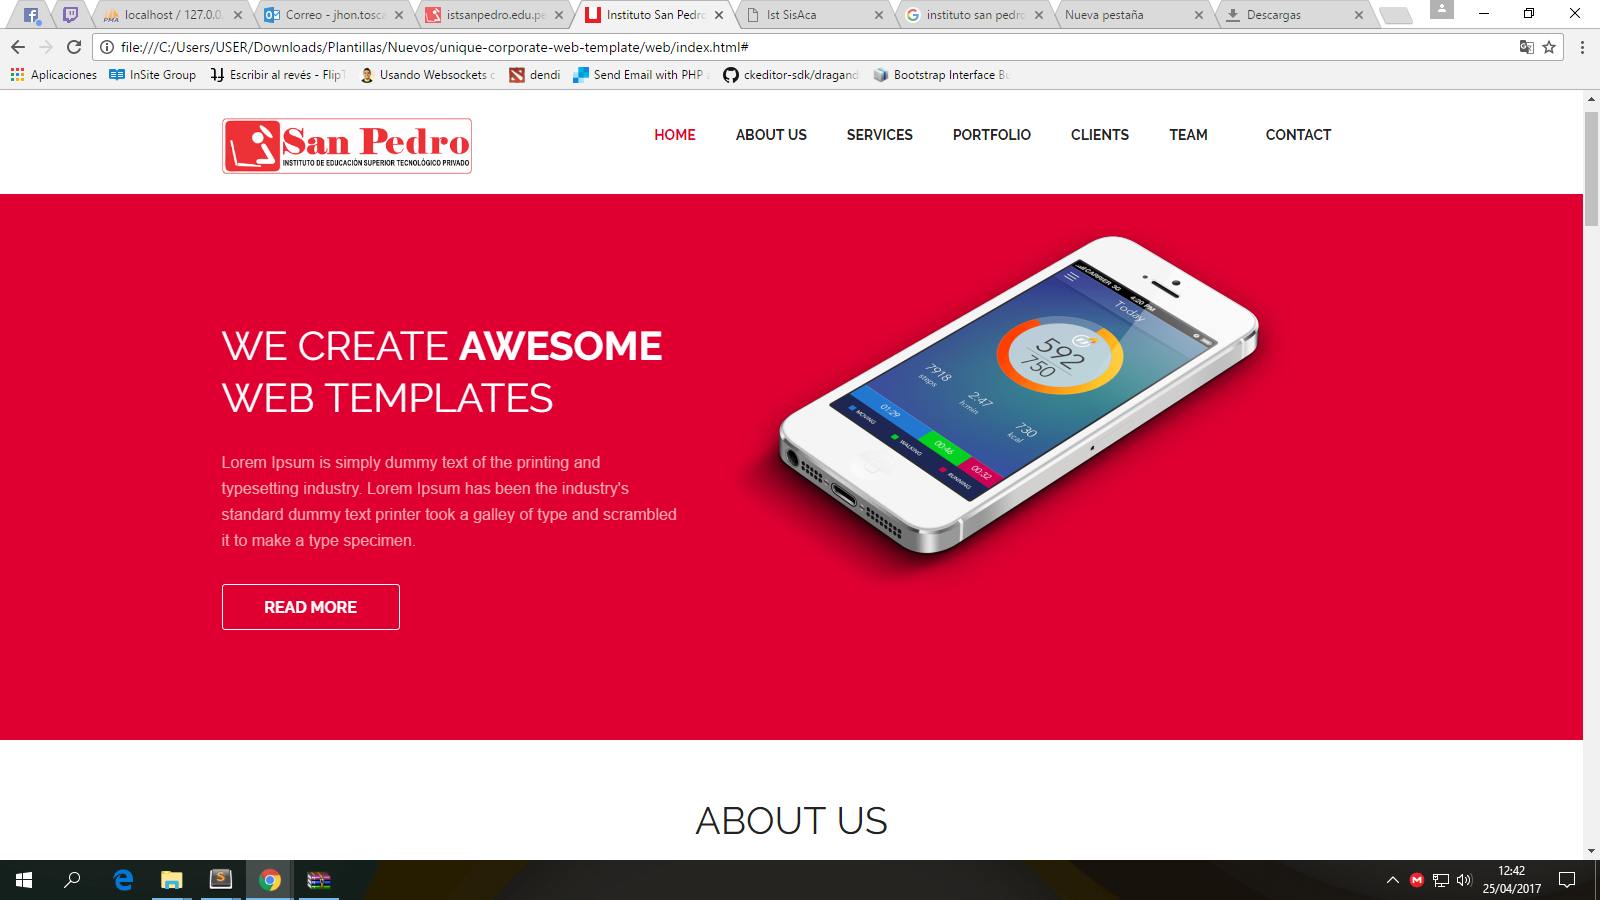 localhost / 127.0.0.
Correo - jhon.tosca
istsanpedro.edu.pe
Instituto San Pedro
Ist SisAca
instituto san pedro
Nueva pestaña
Descargas
file:///C:/Users/USER/Downloads/Plantillas/Nuevos/unique-corporate-web-template/web/index.html#
Aplicaciones
InSite Group
Escribir al revés - Flip
Usando Websockets c
dendi
Send Email with PHP
ckeditor-sdk/dragand
Bootstrap Interface Bu
San Pedro
INSTITUTO DE EDUCACIÓN SUPERIOR TECNOLÓGICO PRIVADO
HOME
ABOUT US
SERVICES
PORTFOLIO
CLIENTS
TEAM
CONTACT
WE CREATE AWESOME
WEB TEMPLATES
Lorem Ipsum is simply dummy text of the printing and
typesetting industry. Lorem Ipsum has been the industry's
standard dummy text printer took a galley of type and scrambled
it to make a type specimen.
READ MORE
CARRIER 3G
4:20 PM
Today
592
750
7918
steps
2:47
h:min
730
kcal
01:29
00:46
00:32
MOVING
WALKING
RUNNING
ABOUT US
12:42
25/04/2017